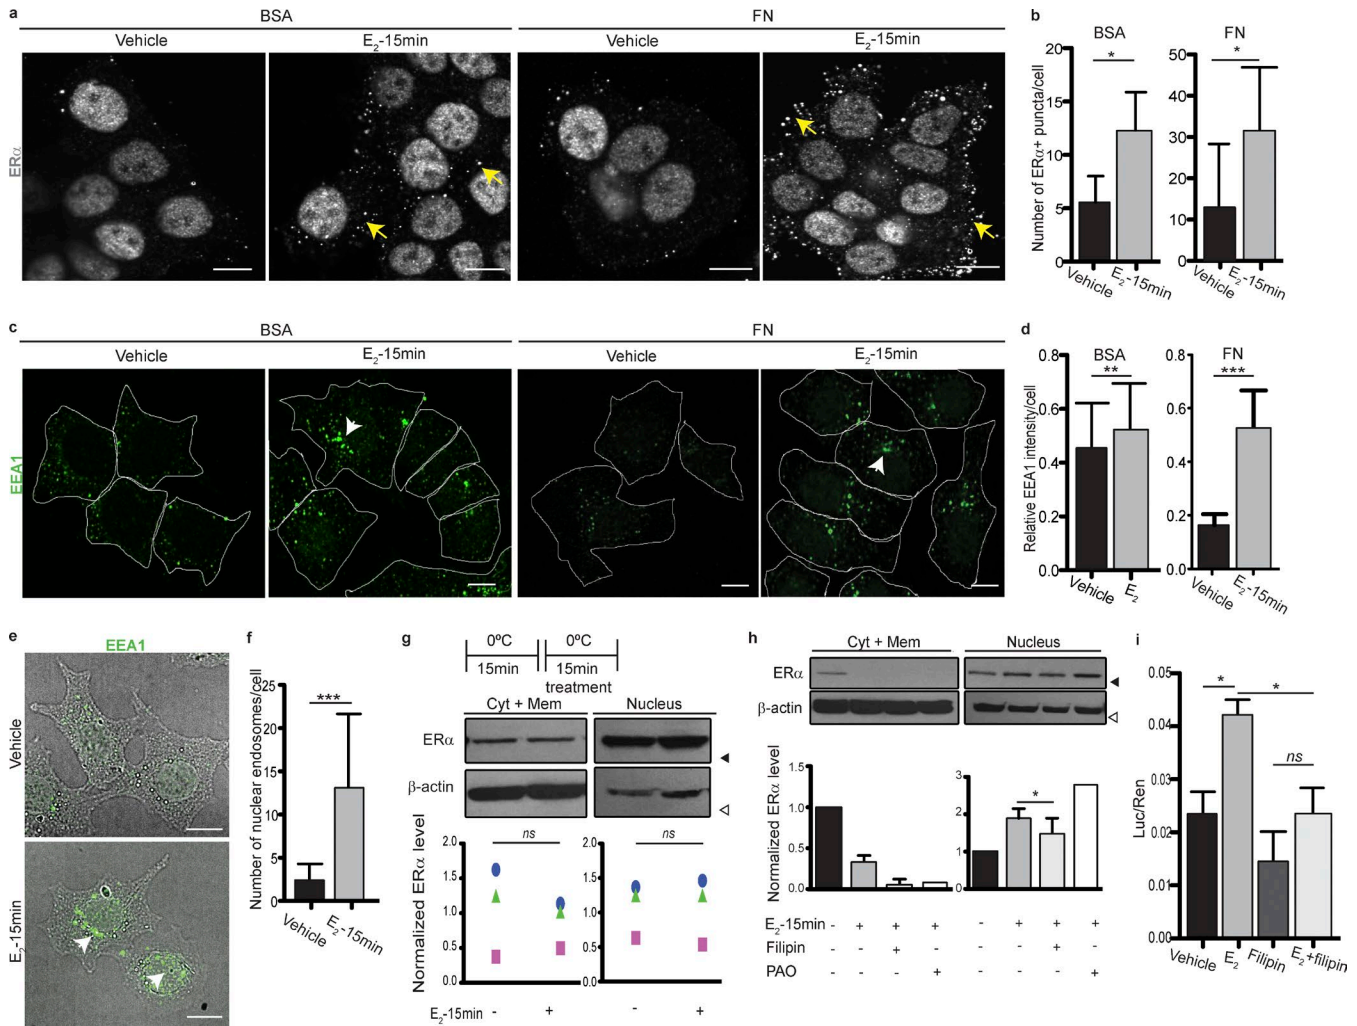 a
BSA
FN
Vehicle
E2-15min
Vehicle
E2-15min
ERα
b
BSA
FN
Number of ERα+ puncta/cell
20
15
10
5
0
*
50
40
30
20
10
0
*
Vehicle
E2-15min
Vehicle
E2-15min
c
BSA
FN
Vehicle
E2-15min
Vehicle
E2-15min
EEA1
d
BSA
FN
Relative EEA1 intensity/cell
0.8
0.6
0.4
0.2
0.0
**
0.8
0.6
0.4
0.2
0.0
***
Vehicle
E2
Vehicle
E2-15min
e
EEA1
Vehicle
E2-15min
f
Number of nuclear endosomes/cell
25
20
15
10
5
0
***
Vehicle
E2-15min
g
0ºC
0ºC
15min
15min
treatment
Cyt + Mem
Nucleus
ERα
β-actin
Normalized ERα level
2.0
1.5
1.0
0.5
0.0
ns
2.0
1.5
1.0
0.5
0.0
ns
E2-15min - + - +
h
Cyt + Mem
Nucleus
ERα
β-actin
Normalized ERα level
1.5
1.0
0.5
0.0
3
2
1
0
*
E2-15min - + + + - + + +
Filipin - - + - - - + -
PAO - - - + - - - +
i
Luc/Ren
0.05
0.04
0.03
0.02
0.01
0.00
*
*
ns
Vehicle
E2
Filipin
E2+filipin